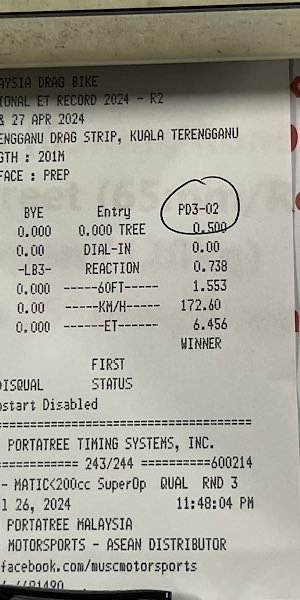 AYSIA DRAG BIKE
IONAL ET RECORD 2024 - R2
& 27 APR 2024
ENGGANU DRAG STRIP, KUALA TERENGGANU
GTH : 201M
FACE : PREP
BYE Entry PD3-02
0.000 0.000 TREE 0.500
0.00 DIAL-IN 0.00
-LB3- REACTION 0.738
0.000 -----60FT----- 1.553
0.00 -----KM/H----- 172.60
0.000 ------ET------ 6.456
WINNER
FIRST
DISQUAL STATUS
ostart Disabled
PORTATREE TIMING SYSTEMS, INC.
========== 243/244 ==========600214
- MATIC<200cc SuperOp QUAL RND 3
l 26, 2024 11:48:04 PM
PORTATREE MALAYSIA
MOTORSPORTS - ASEAN DISTRIBUTOR
facebook.com/muscmotorsports